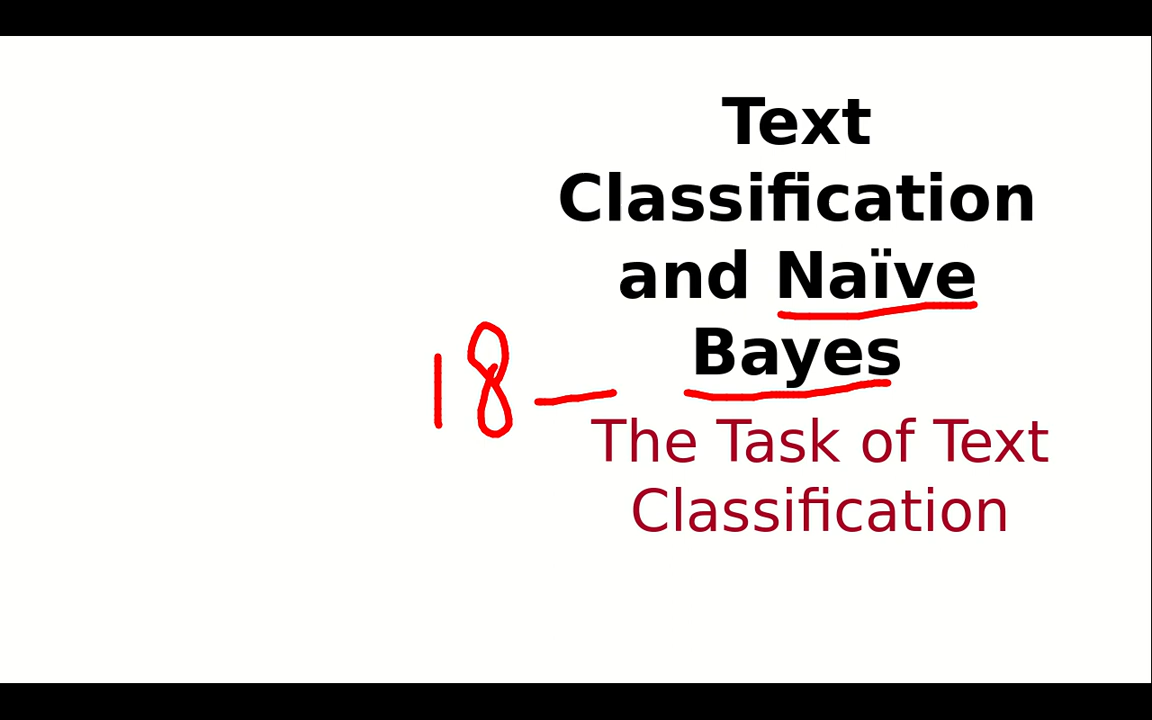 Text
Classification
and Naïve
Bayes
18—
The Task of Text
Classification